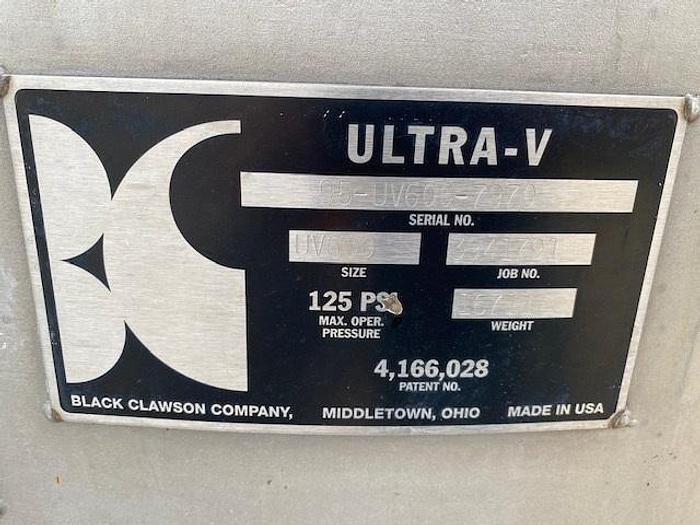 ULTRA-V
SERIAL NO.
SIZE JOB NO.
125 PSI
MAX. OPER.
PRESSURE
WEIGHT
4,166,028
PATENT NO.
BLACK CLAWSON COMPANY, MIDDLETOWN, OHIO MADE IN USA